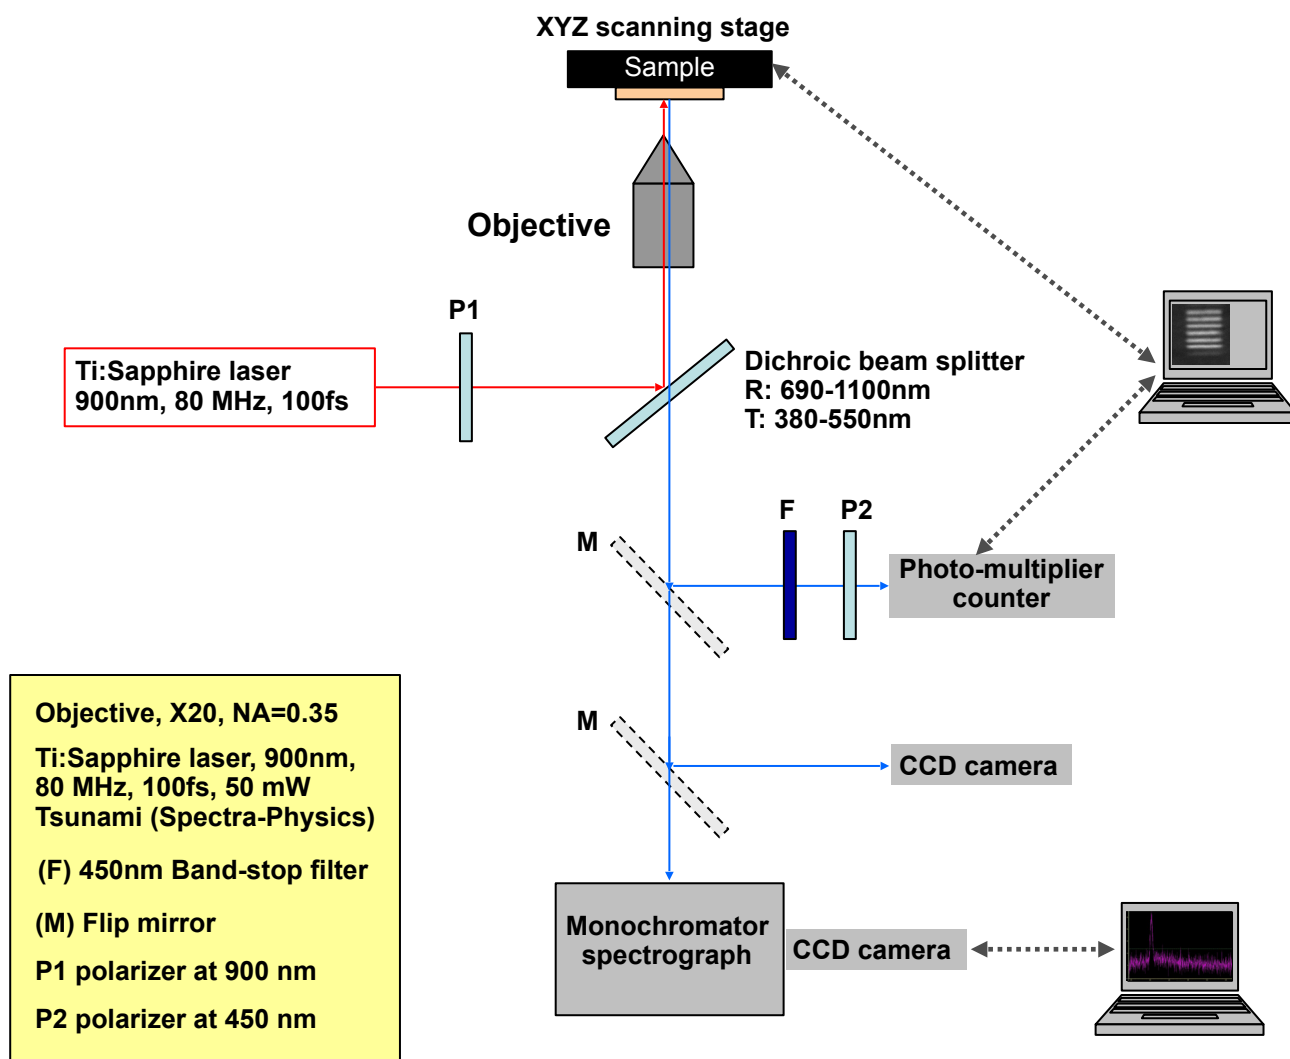 XYZ scanning stage
Sample
Objective
P1
Ti:Sapphire laser
900nm, 80 MHz, 100fs
Dichroic beam splitter
R: 690-1100nm
T: 380-550nm
M
F
P2
Photo-multiplier
counter
M
CCD camera
Objective, X20, NA=0.35
Ti:Sapphire laser, 900nm,
80 MHz, 100fs, 50 mW
Tsunami (Spectra-Physics)
(F) 450nm Band-stop filter
(M) Flip mirror
P1 polarizer at 900 nm
P2 polarizer at 450 nm
Monochromator
spectrograph
CCD camera